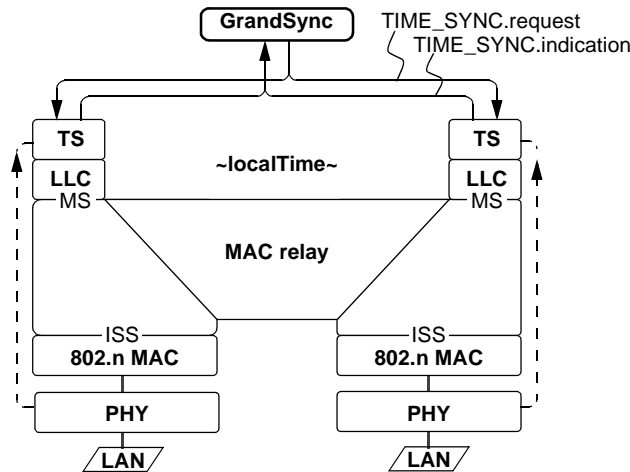 GrandSync
TIME_SYNC.request
TIME_SYNC.indication
TS
TS
~localTime~
LLC
LLC
MS
MS
MAC relay
ISS
ISS
802.n MAC
802.n MAC
PHY
PHY
LAN
LAN